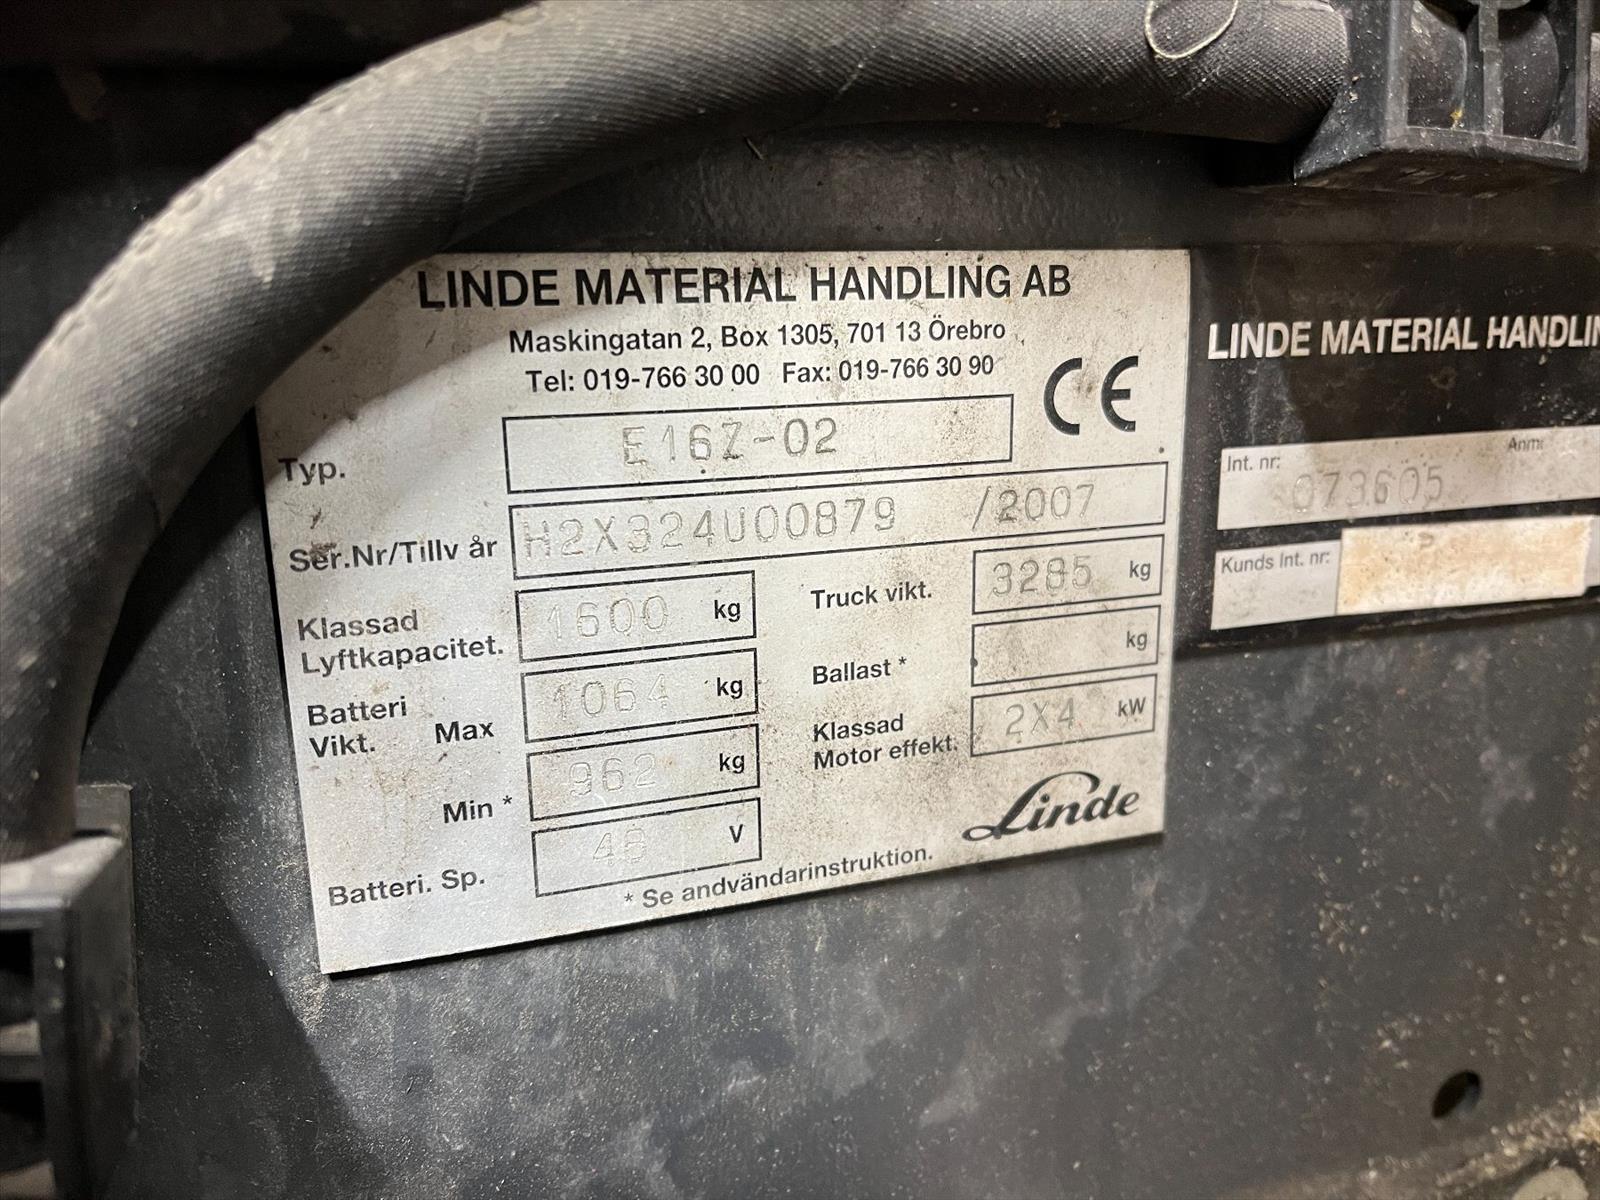 LINDE MATERIAL HANDLING AB
Maskingatan 2, Box 1305, 701 13 Örebro
Tel: 019-766 30 00 Fax: 019-766 30 90
CE
Typ. E16Z-02
Ser.Nr/Tillv år H2X324U00879 /2007
Klassad Lyftkapacitet. 1600 kg
Truck vikt. 3285 kg
Batteri Vikt. Max 1064 kg
Ballast * kg
Min * 962 kg
Klassad Motor effekt. 2X4 kW
Batteri. Sp. 48 V
Linde
* Se andvändarinstruktion.
LINDE MATERIAL HANDLIN
Anm:
Int. nr: 073605
Kunds Int. nr: